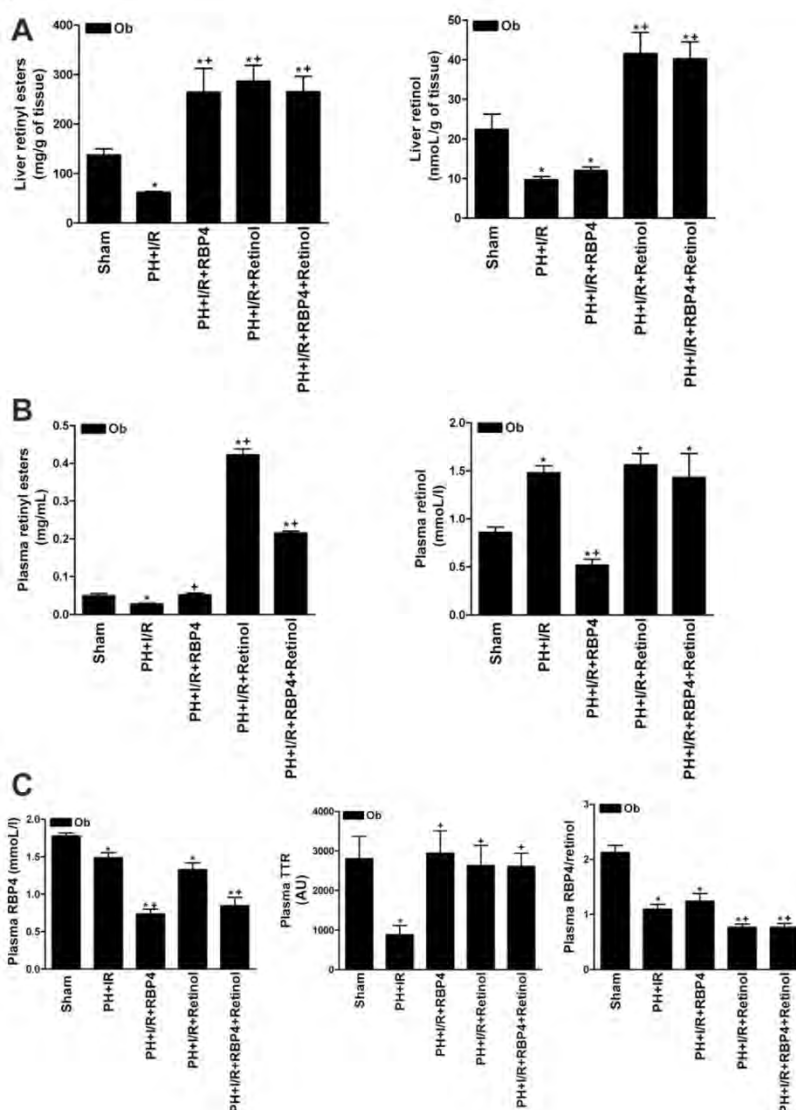 A
Ob
Liver retinyl esters
(mg/g of tissue)
400
300
200
100
0
*
*+
*+
*+
Sham
PH+I/R
PH+I/R+RBP4
PH+I/R+Retinol
PH+I/R+RBP4+Retinol
Ob
Liver retinol
(nmoL/g of tissue)
50
40
30
20
10
0
*
*
*+
*+
Sham
PH+I/R
PH+I/R+RBP4
PH+I/R+Retinol
PH+I/R+RBP4+Retinol
B
Ob
Plasma retinyl esters
(mg/mL)
0.5
0.4
0.3
0.2
0.1
0.0
*
+
*+
*+
Sham
PH+I/R
PH+I/R+RBP4
PH+I/R+Retinol
PH+I/R+RBP4+Retinol
Ob
Plasma retinol
(mmoL/l)
2.0
1.5
1.0
0.5
0.0
*
*+
*
*
Sham
PH+I/R
PH+I/R+RBP4
PH+I/R+Retinol
PH+I/R+RBP4+Retinol
C
Ob
Plasma RBP4 (mmoL/l)
2.0
1.5
1.0
0.5
0.0
*
*+
*
*+
Sham
PH+IR
PH+I/R+RBP4
PH+I/R+Retinol
PH+I/R+RBP4+Retinol
Ob
Plasma TTR
(AU)
4000
3000
2000
1000
0
*
+
+
+
Sham
PH+IR
PH+I/R+RBP4
PH+I/R+Retinol
PH+I/R+RBP4+Retinol
Ob
Plasma RBP4/retinol
3
2
1
0
*
*
*+
*+
Sham
PH+IR
PH+I/R+RBP4
PH+I/R+Retinol
PH+I/R+RBP4+Retinol